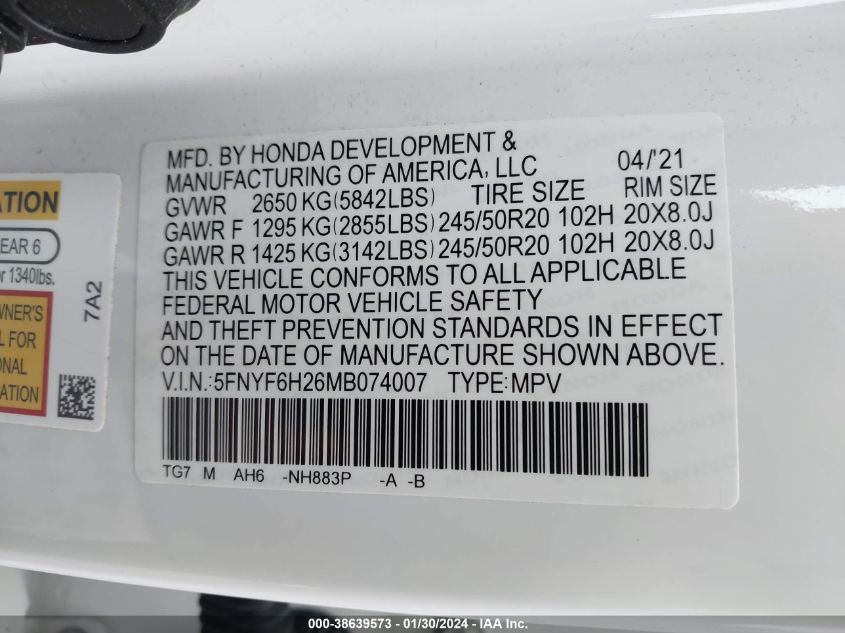 ATION
EAR 6
or 1340lbs.
WNER'S
L FOR
ONAL
ATION
7A2
MFD. BY HONDA DEVELOPMENT &
MANUFACTURING OF AMERICA, LLC 04/'21
GVWR 2650 KG(5842LBS) TIRE SIZE RIM SIZE
GAWR F 1295 KG(2855LBS) 245/50R20 102H 20X8.0J
GAWR R 1425 KG(3142LBS) 245/50R20 102H 20X8.0J
THIS VEHICLE CONFORMS TO ALL APPLICABLE
FEDERAL MOTOR VEHICLE SAFETY
AND THEFT PREVENTION STANDARDS IN EFFECT
ON THE DATE OF MANUFACTURE SHOWN ABOVE.
V.I.N.:5FNYF6H26MB074007 TYPE:MPV
TG7 M AH6 -NH883P -A -B
000-38639573 - 01/30/2024 - IAA Inc.